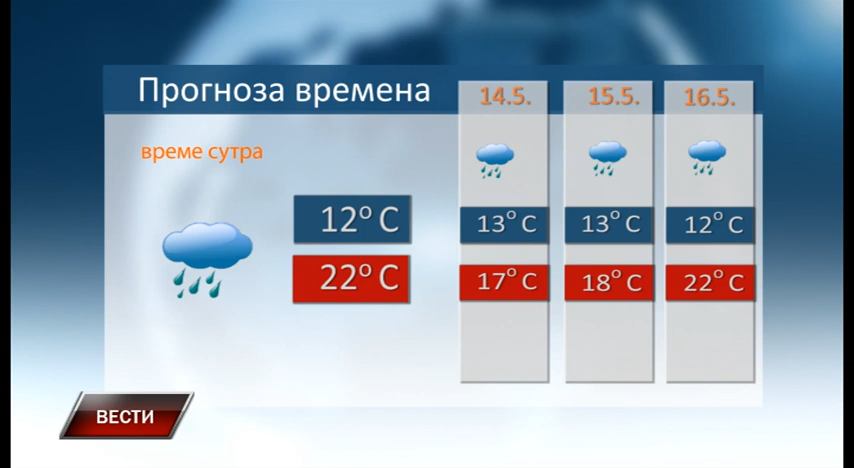 Прогноза времена
време сутра
12° C
22° C
14.5.
13° C
17° C
15.5.
13° C
18° C
16.5.
12° C
22° C
ВЕСТИ